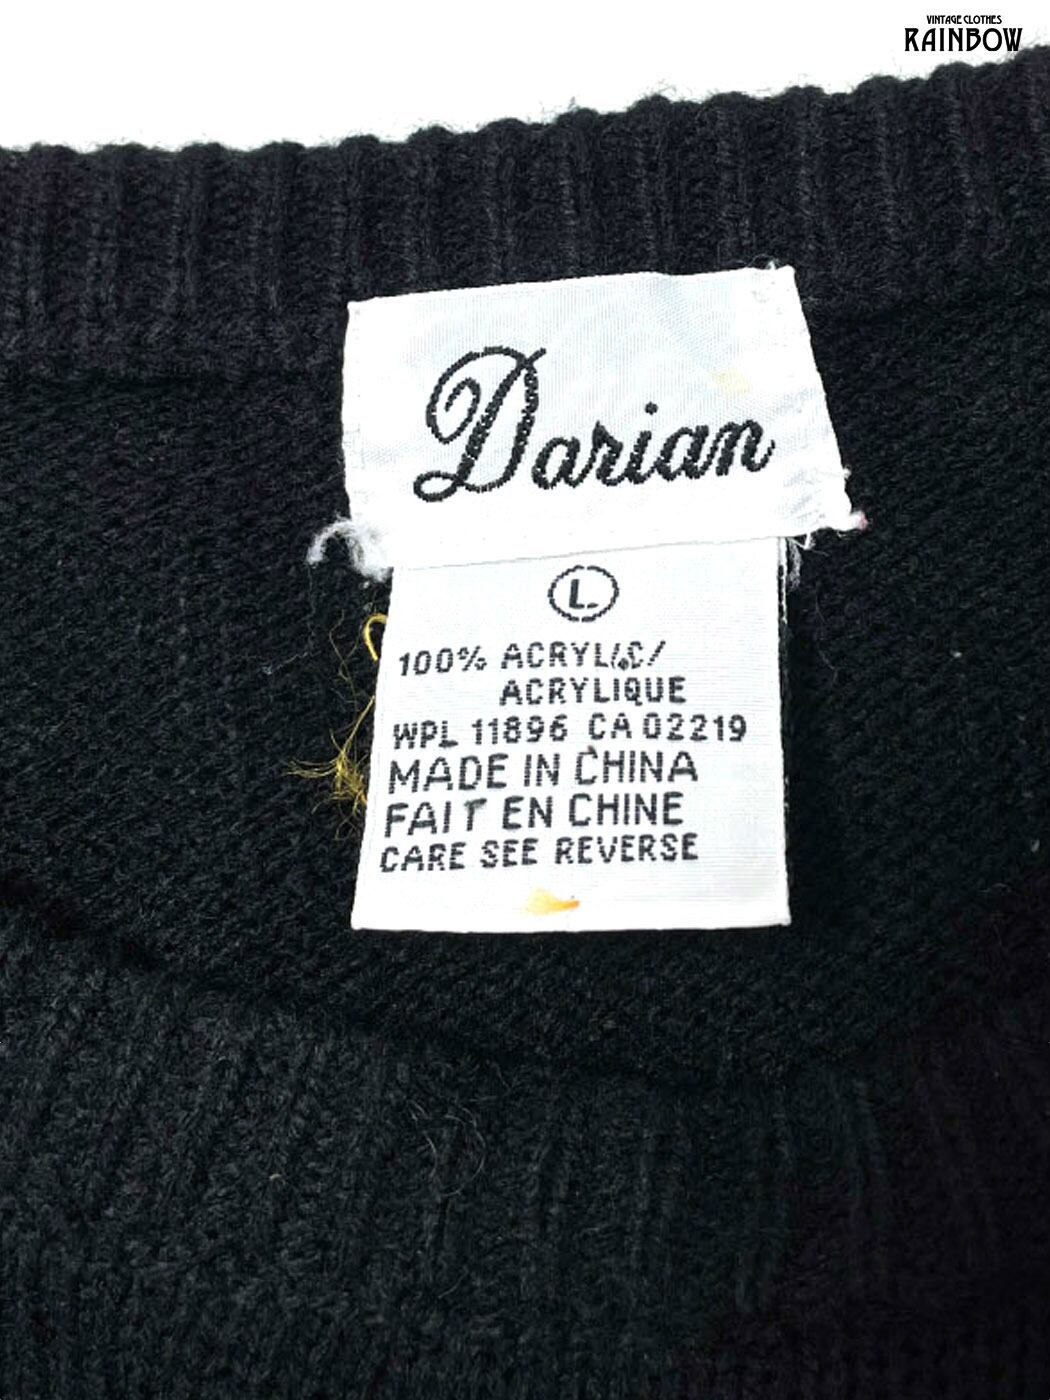 VINTAGE CLOTHES
RAINBOW
Darian
L
100% ACRYLIC/
ACRYLIQUE
WPL 11896 CA 02219
MADE IN CHINA
FAIT EN CHINE
CARE SEE REVERSE